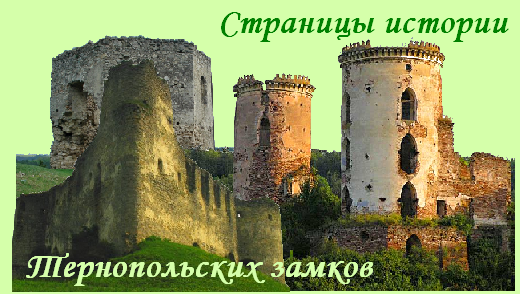 Страницы истории
Тернопольских замков